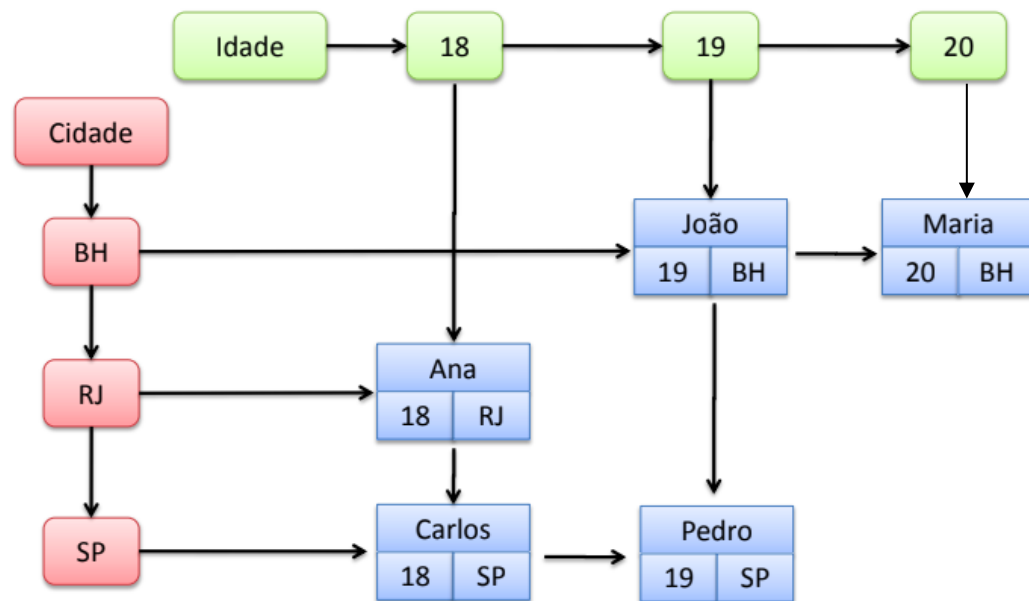 Idade 18 19 20
Cidade
BH
João
19 BH
Maria
20 BH
RJ
Ana
18 RJ
SP
Carlos
18 SP
Pedro
19 SP